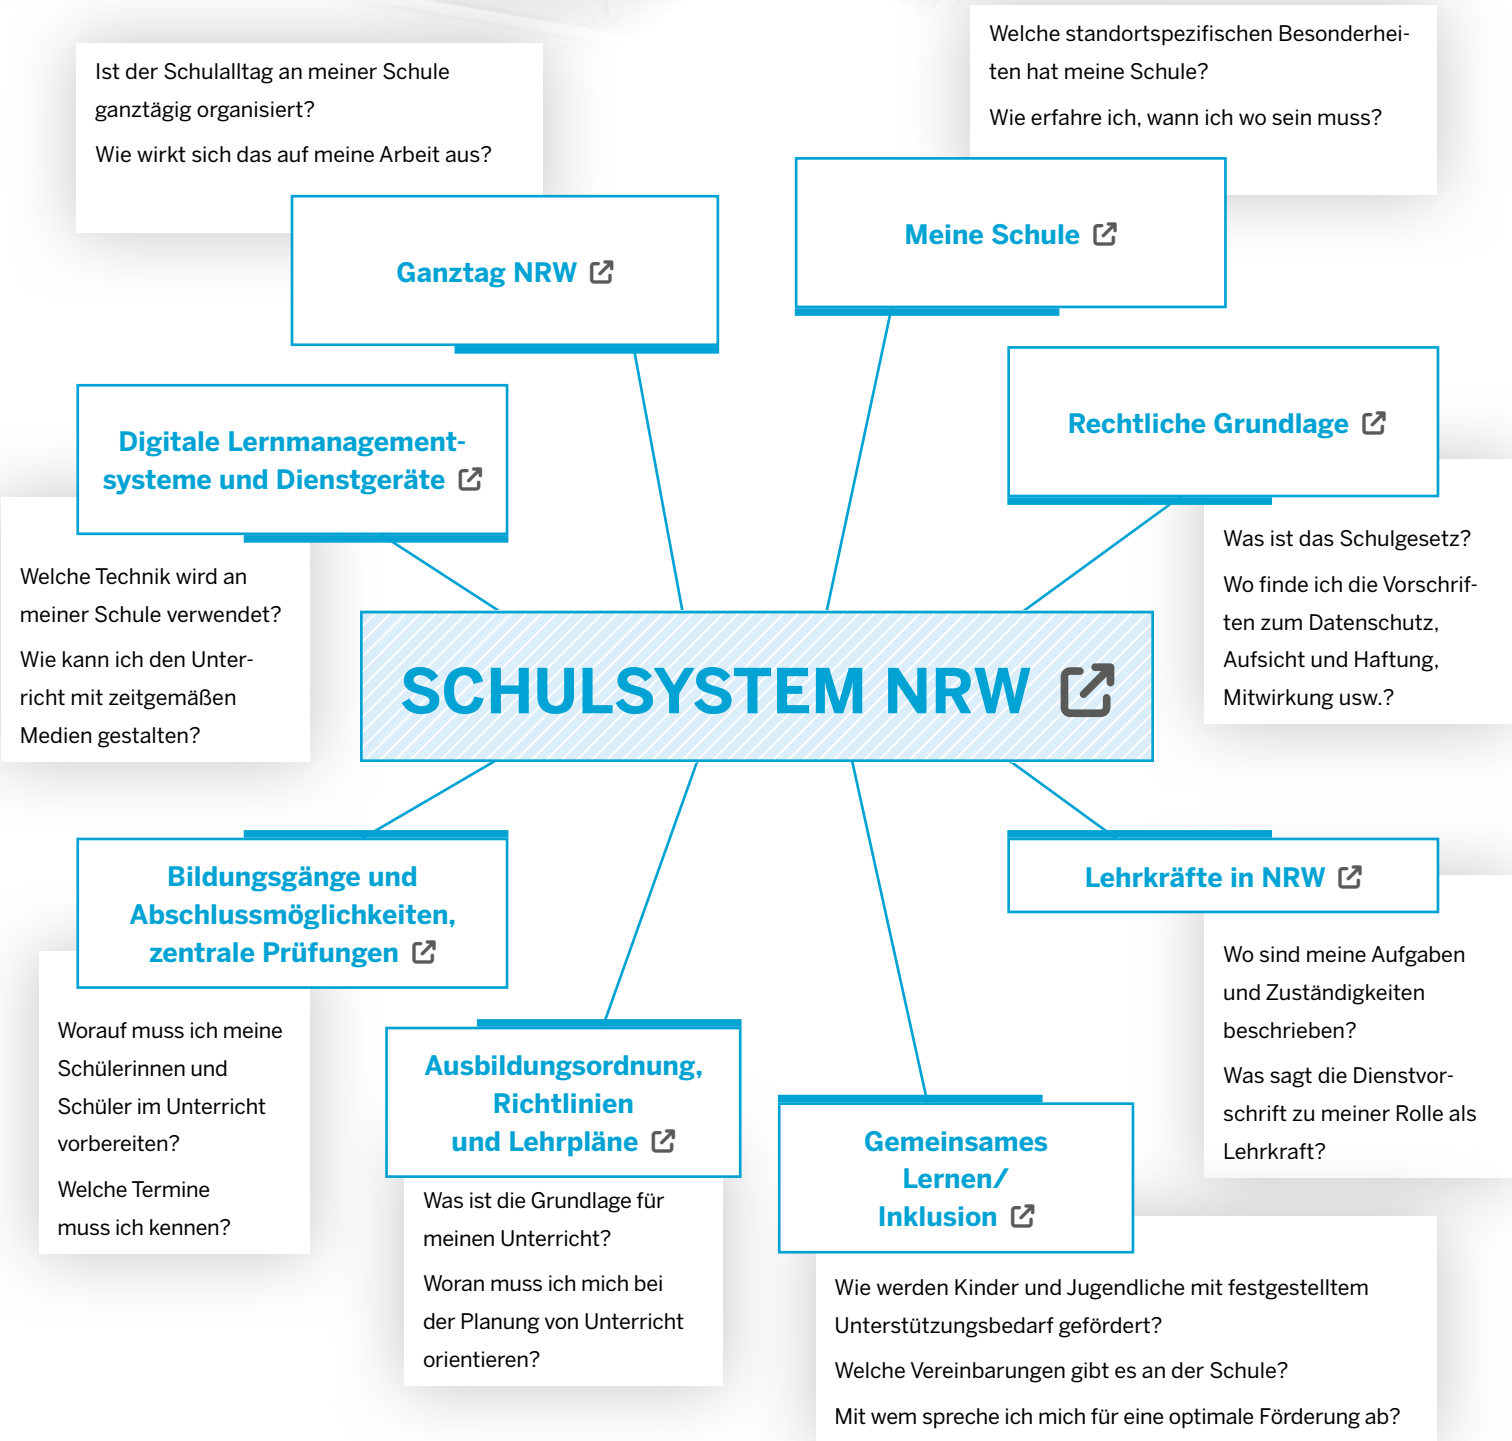 Ist der Schulalltag an meiner Schule
ganztägig organisiert?
Wie wirkt sich das auf meine Arbeit aus?
Ganztag NRW
Welche standortspezifischen Besonderhei-
ten hat meine Schule?
Wie erfahre ich, wann ich wo sein muss?
Meine Schule
Digitale Lernmanagement-
systeme und Dienstgeräte
Welche Technik wird an
meiner Schule verwendet?
Wie kann ich den Unter-
richt mit zeitgemäßen
Medien gestalten?
Rechtliche Grundlage
Was ist das Schulgesetz?
Wo finde ich die Vorschrif-
ten zum Datenschutz,
Aufsicht und Haftung,
Mitwirkung usw.?
SCHULSYSTEM NRW
Bildungsgänge und
Abschlussmöglichkeiten,
zentrale Prüfungen
Worauf muss ich meine
Schülerinnen und
Schüler im Unterricht
vorbereiten?
Welche Termine
muss ich kennen?
Ausbildungsordnung,
Richtlinien
und Lehrpläne
Was ist die Grundlage für
meinen Unterricht?
Woran muss ich mich bei
der Planung von Unterricht
orientieren?
Gemeinsames
Lernen/
Inklusion
Wie werden Kinder und Jugendliche mit festgestelltem
Unterstützungsbedarf gefördert?
Welche Vereinbarungen gibt es an der Schule?
Mit wem spreche ich mich für eine optimale Förderung ab?
Lehrkräfte in NRW
Wo sind meine Aufgaben
und Zuständigkeiten
beschrieben?
Was sagt die Dienstvor-
schrift zu meiner Rolle als
Lehrkraft?